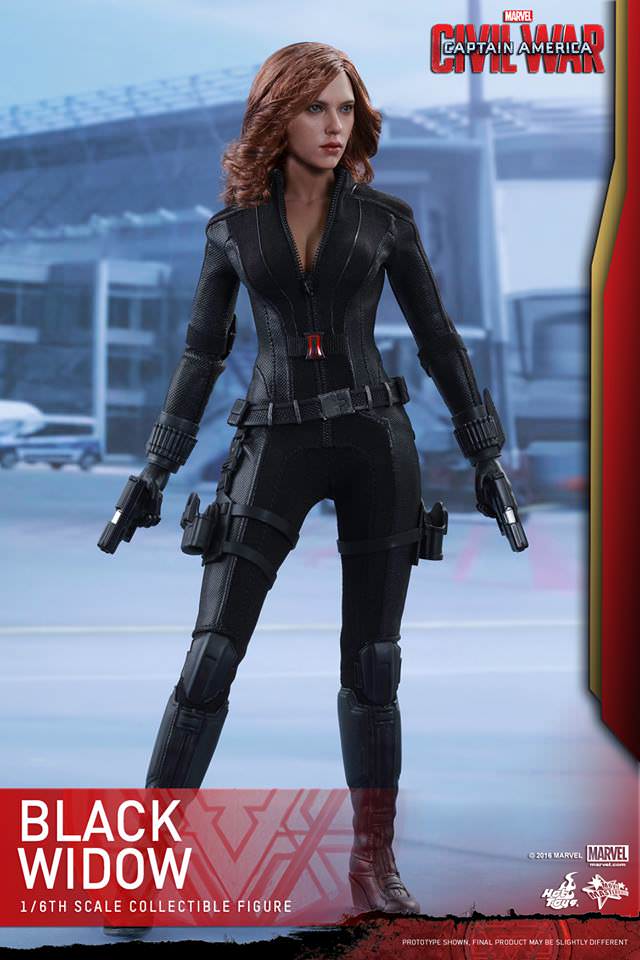 MARVEL
CAPTAIN AMERICA
CIVIL WAR
BLACK
WIDOW
1/6TH SCALE COLLECTIBLE FIGURE
© 2016 MARVEL
MARVEL
marvel.com
Hot
Toys
MOVIE
MASTERPIECE
PROTOTYPE SHOWN, FINAL PRODUCT MAY BE SLIGHTLY DIFFERENT